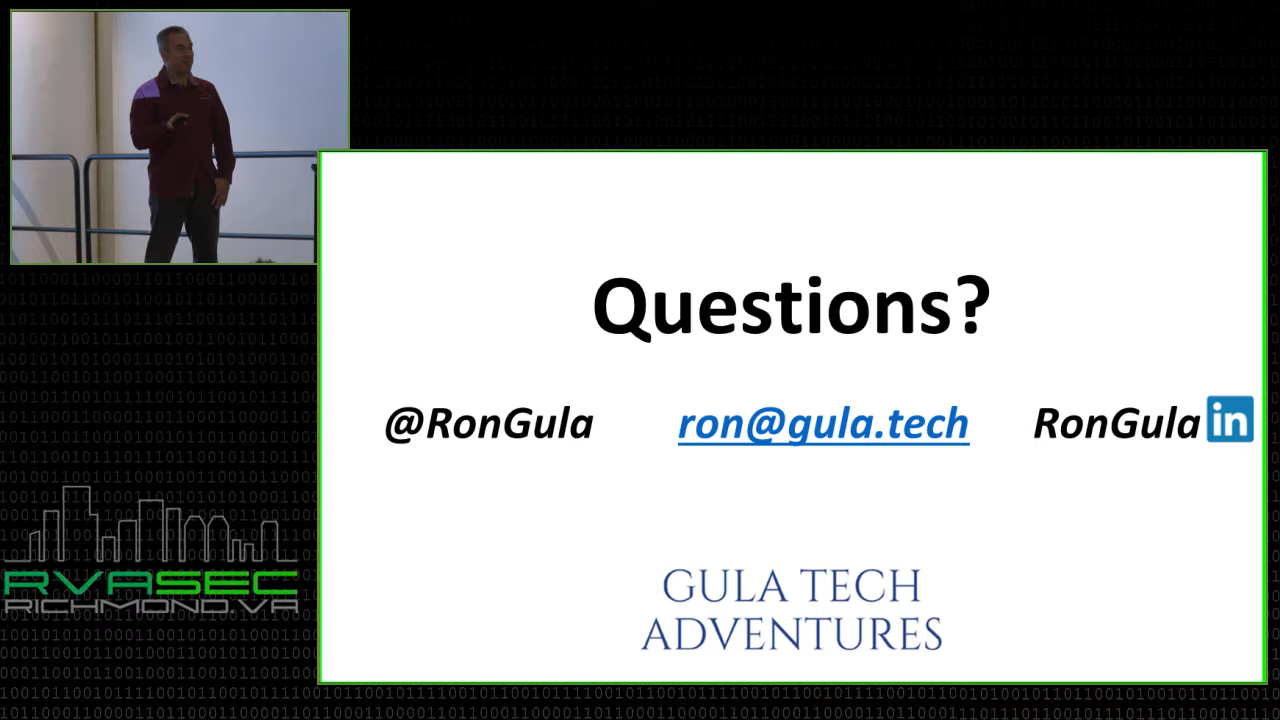 Questions?
@RonGula ron@gula.tech RonGula in
GULA TECH
ADVENTURES
RVASEC
RICHMOND.VA